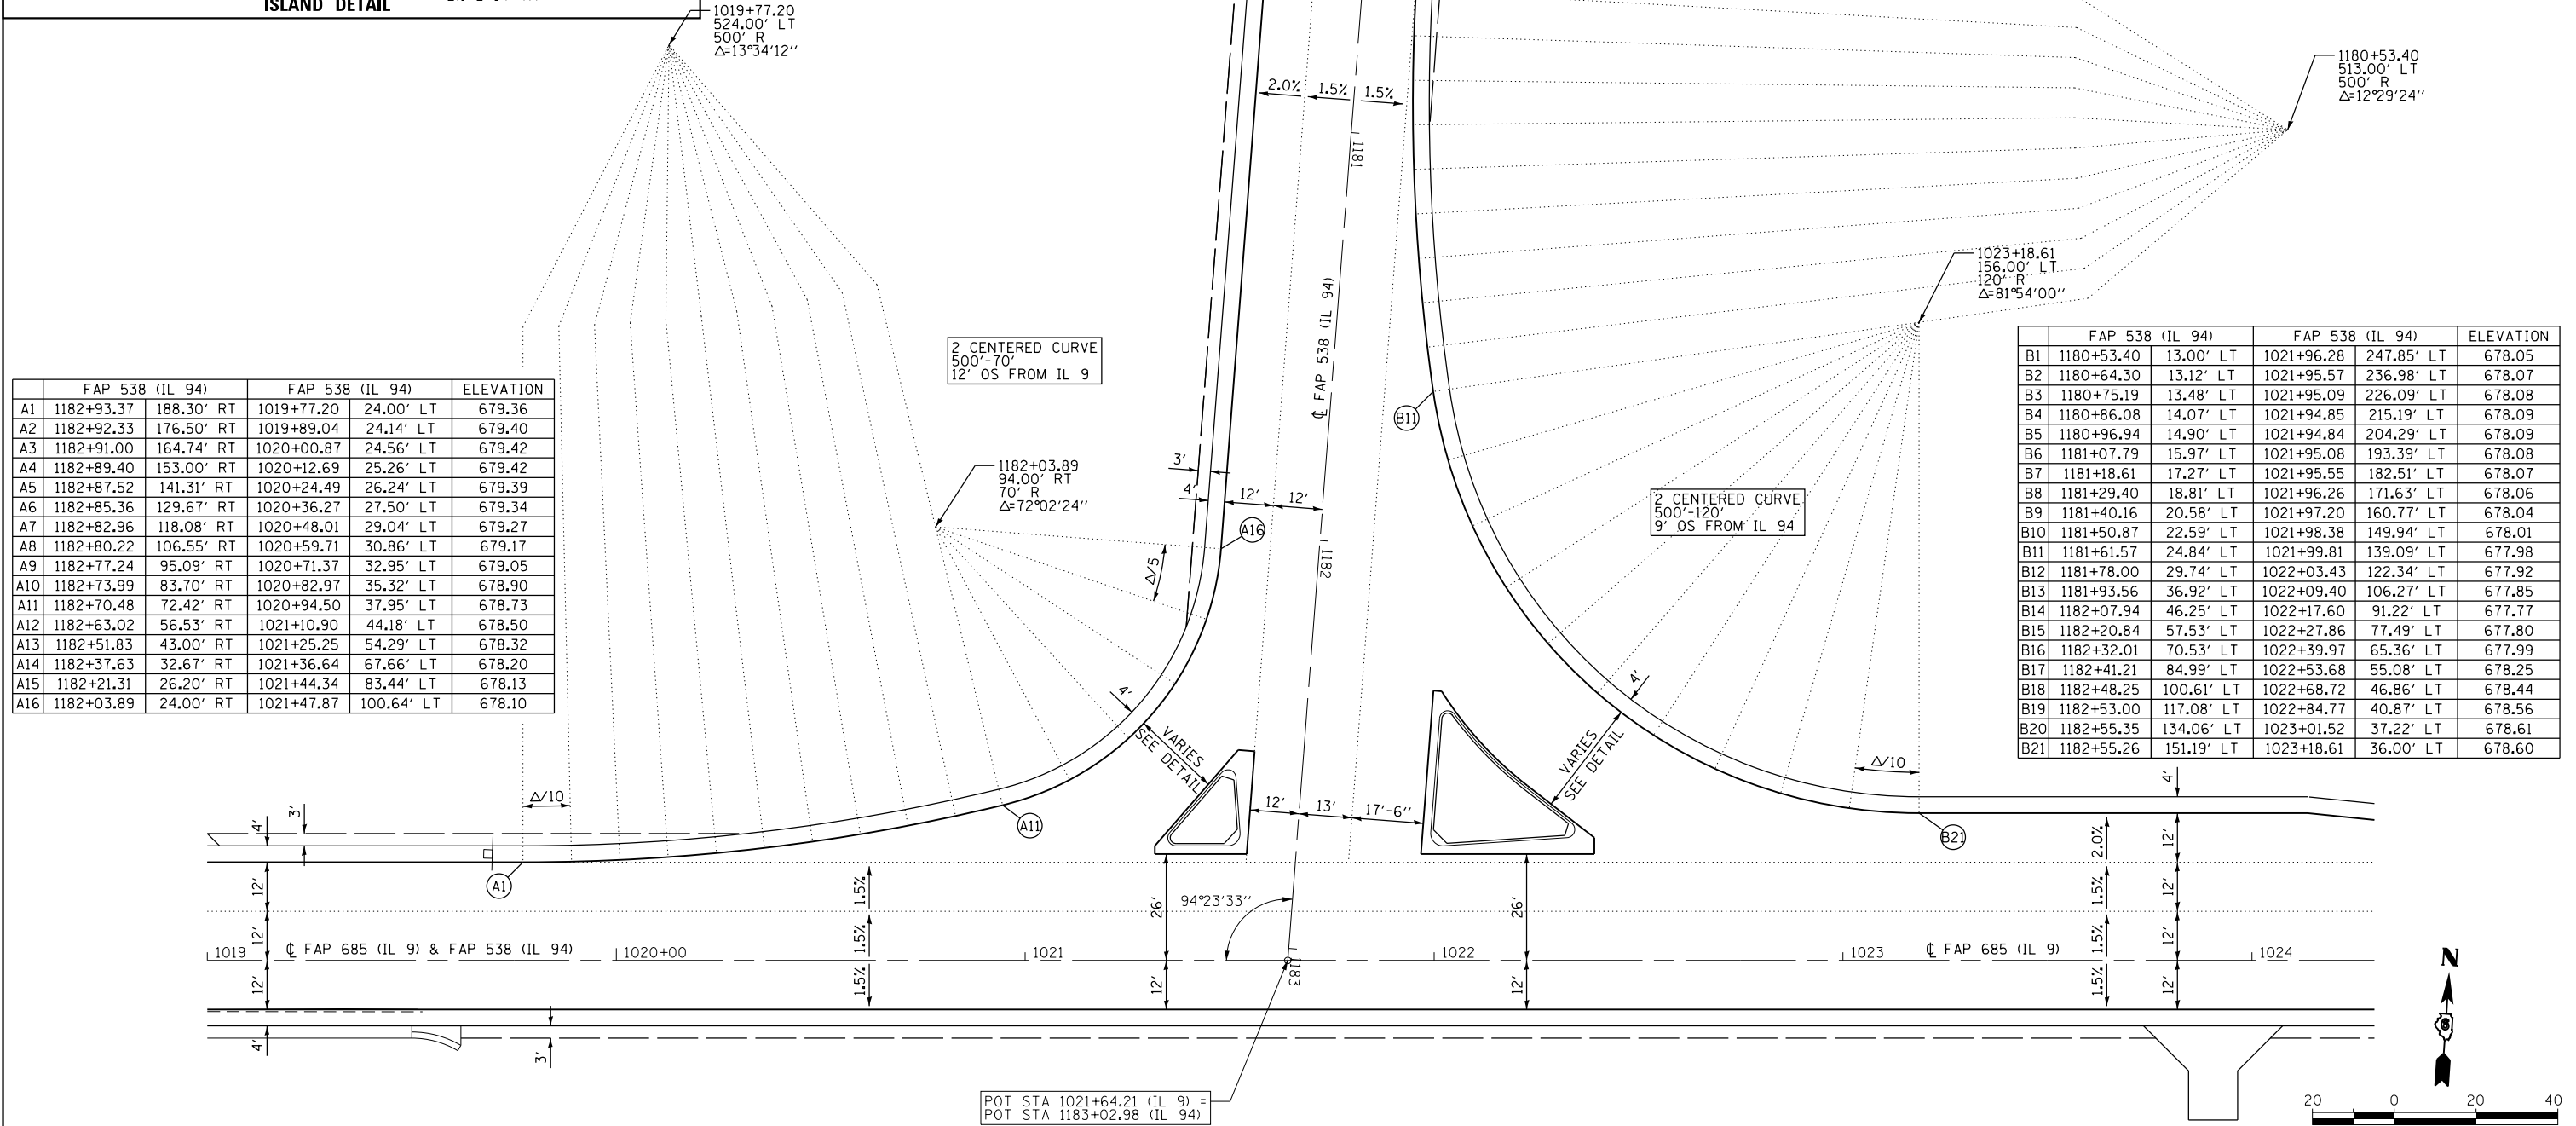 ISLAND DETAIL
1019+77.20
524.00' LT
500' R
Δ=13°34'12''
1180+53.40
513.00' LT
500' R
Δ=12°29'24''
2.0% 1.5% 1.5%
1181
1023+18.61
156.00' LT
120' R
Δ=81°54'00''
℄ FAP 538 (IL 94)
2 CENTERED CURVE
500'-70'
12' OS FROM IL 9
FAP 538 (IL 94) FAP 538 (IL 94) ELEVATION
A1 1182+93.37 188.30' RT 1019+77.20 24.00' LT 679.36
A2 1182+92.33 176.50' RT 1019+89.04 24.14' LT 679.40
A3 1182+91.00 164.74' RT 1020+00.87 24.56' LT 679.42
A4 1182+89.40 153.00' RT 1020+12.69 25.26' LT 679.42
A5 1182+87.52 141.31' RT 1020+24.49 26.24' LT 679.39
A6 1182+85.36 129.67' RT 1020+36.27 27.50' LT 679.34
A7 1182+82.96 118.08' RT 1020+48.01 29.04' LT 679.27
A8 1182+80.22 106.55' RT 1020+59.71 30.86' LT 679.17
A9 1182+77.24 95.09' RT 1020+71.37 32.95' LT 679.05
A10 1182+73.99 83.70' RT 1020+82.97 35.32' LT 678.90
A11 1182+70.48 72.42' RT 1020+94.50 37.95' LT 678.73
A12 1182+63.02 56.53' RT 1021+10.90 44.18' LT 678.50
A13 1182+51.83 43.00' RT 1021+25.25 54.29' LT 678.32
A14 1182+37.63 32.67' RT 1021+36.64 67.66' LT 678.20
A15 1182+21.31 26.20' RT 1021+44.34 83.44' LT 678.13
A16 1182+03.89 24.00' RT 1021+47.87 100.64' LT 678.10
FAP 538 (IL 94) FAP 538 (IL 94) ELEVATION
B1 1180+53.40 13.00' LT 1021+96.28 247.85' LT 678.05
B2 1180+64.30 13.12' LT 1021+95.57 236.98' LT 678.07
B3 1180+75.19 13.48' LT 1021+95.09 226.09' LT 678.08
B4 1180+86.08 14.07' LT 1021+94.85 215.19' LT 678.09
B5 1180+96.94 14.90' LT 1021+94.84 204.29' LT 678.09
B6 1181+07.79 15.97' LT 1021+95.08 193.39' LT 678.08
B7 1181+18.61 17.27' LT 1021+95.55 182.51' LT 678.07
B8 1181+29.40 18.81' LT 1021+96.26 171.63' LT 678.06
B9 1181+40.16 20.58' LT 1021+97.20 160.77' LT 678.04
B10 1181+50.87 22.59' LT 1021+98.38 149.94' LT 678.01
B11 1181+61.57 24.84' LT 1021+99.81 139.09' LT 677.98
B12 1181+78.00 29.74' LT 1022+03.43 122.34' LT 677.92
B13 1181+93.56 36.92' LT 1022+09.40 106.27' LT 677.85
B14 1182+07.94 46.25' LT 1022+17.60 91.22' LT 677.77
B15 1182+20.84 57.53' LT 1022+27.86 77.49' LT 677.80
B16 1182+32.01 70.53' LT 1022+39.97 65.36' LT 677.99
B17 1182+41.21 84.99' LT 1022+53.68 55.08' LT 678.25
B18 1182+48.25 100.61' LT 1022+68.72 46.86' LT 678.44
B19 1182+53.00 117.08' LT 1022+84.77 40.87' LT 678.56
B20 1182+55.35 134.06' LT 1023+01.52 37.22' LT 678.61
B21 1182+55.26 151.19' LT 1023+18.61 36.00' LT 678.60
B11
1182+03.89
94.00' RT
70' R
Δ=72°02'24''
3'
4'
12' 12'
A16
1182
Δ/5
2 CENTERED CURVE
500'-120'
9' OS FROM IL 94
4'
VARIES
SEE DETAIL
4'
VARIES
SEE DETAIL
Δ/10
Δ/10
12' 13' 17'-6''
4'
3'
4'
A11
A1
B21
12'
12'
12'
1.5%
1.5%
1.5%
26'
12'
94°23'33''
26'
12'
2.0%
1.5%
1.5%
1.5%
12'
12'
12'
12'
1019
℄ FAP 685 (IL 9) & FAP 538 (IL 94)
1020+00
1021
1183
1022
1023
℄ FAP 685 (IL 9)
1024
4'
3'
N
POT STA 1021+64.21 (IL 9) =
POT STA 1183+02.98 (IL 94)
20 0 20 40